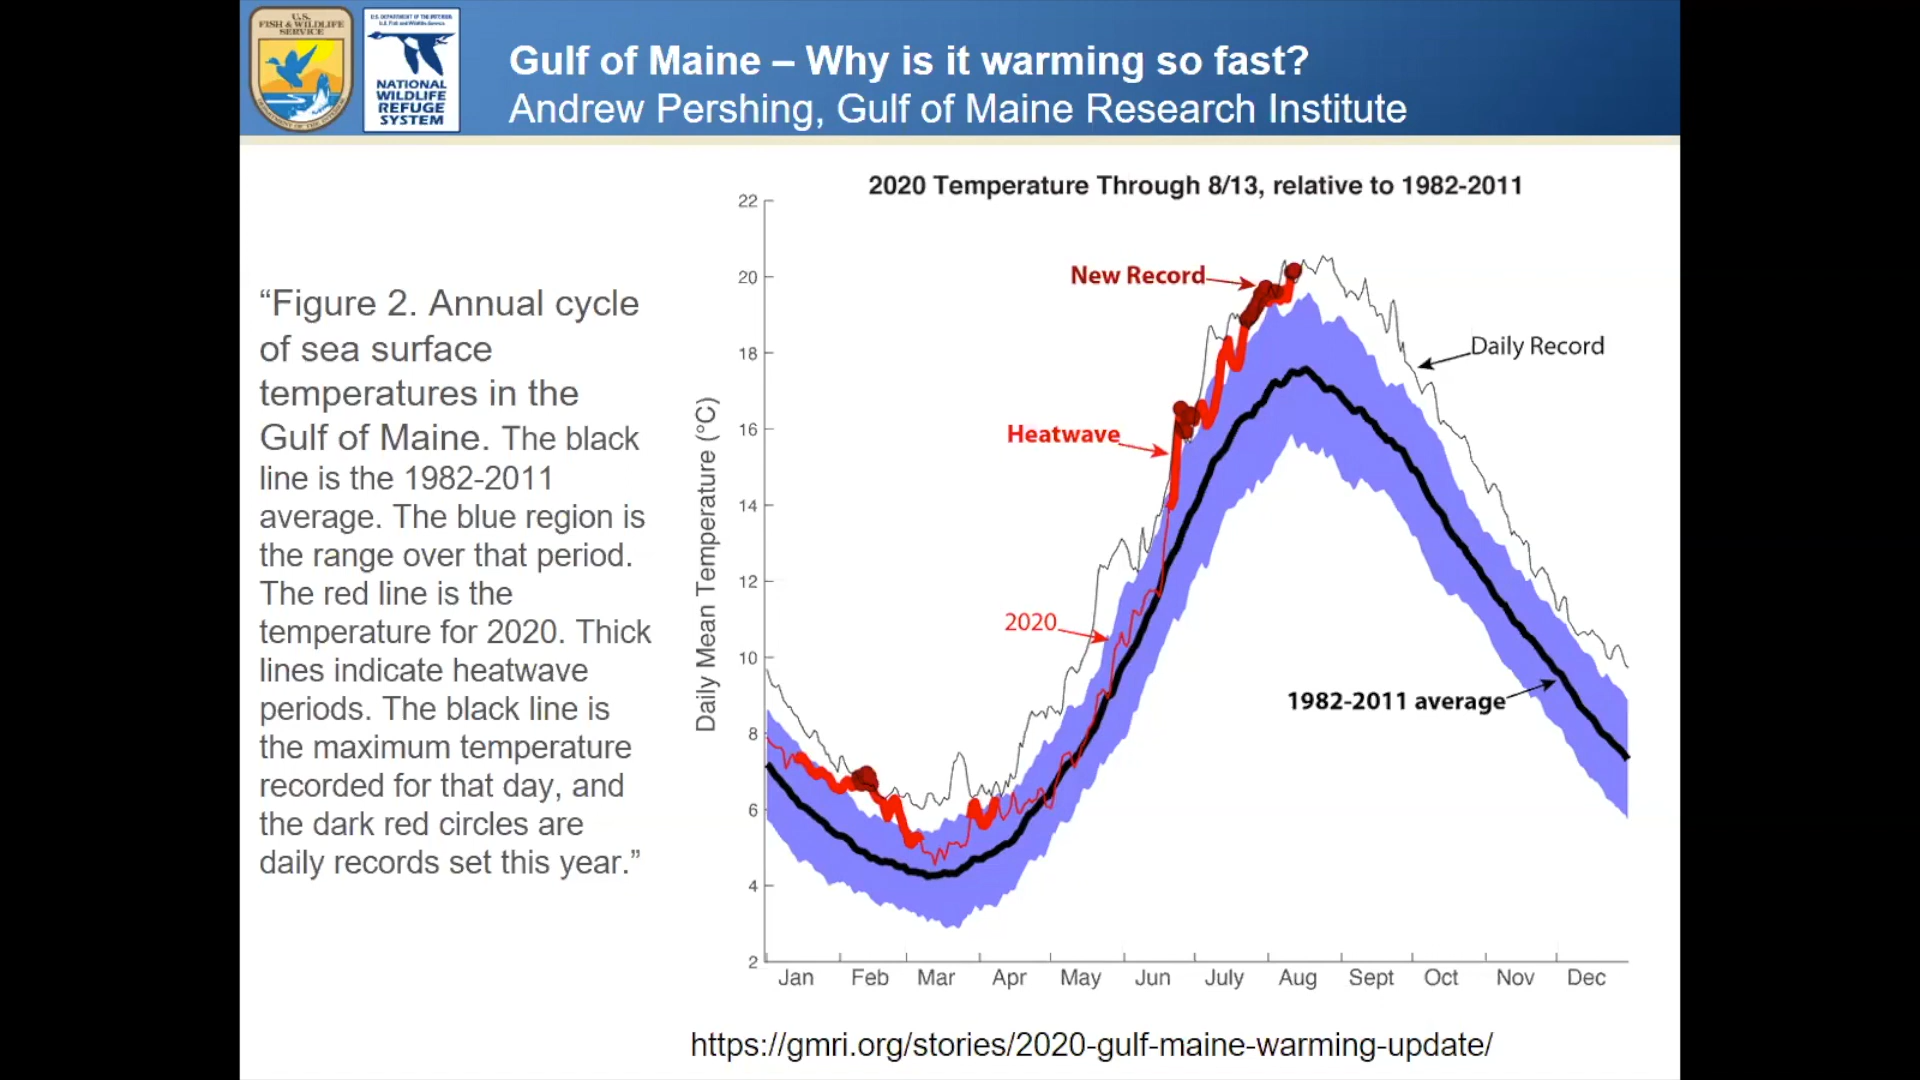 U.S.
FISH & WILDLIFE
SERVICE
NATIONAL
WILDLIFE
REFUGE
SYSTEM
Gulf of Maine – Why is it warming so fast?
Andrew Pershing, Gulf of Maine Research Institute
“Figure 2. Annual cycle
of sea surface
temperatures in the
Gulf of Maine. The black
line is the 1982-2011
average. The blue region is
the range over that period.
The red line is the
temperature for 2020. Thick
lines indicate heatwave
periods. The black line is
the maximum temperature
recorded for that day, and
the dark red circles are
daily records set this year.”
2020 Temperature Through 8/13, relative to 1982-2011
Daily Mean Temperature (°C)
22
20
18
16
14
12
10
8
6
4
2
New Record
Daily Record
Heatwave
2020
1982-2011 average
Jan Feb Mar Apr May Jun July Aug Sept Oct Nov Dec
https://gmri.org/stories/2020-gulf-maine-warming-update/